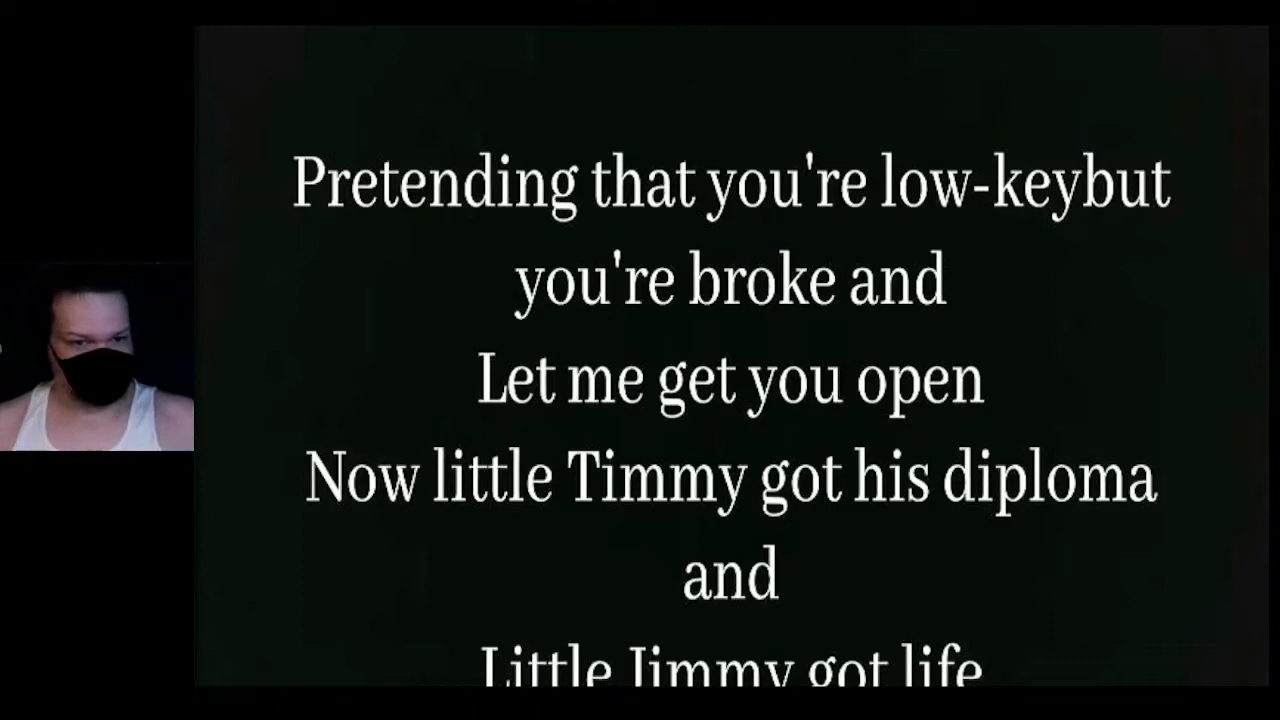 Pretending that you're low-keybut
you're broke and
Let me get you open
Now little Timmy got his diploma
and
Little Jimmy got life